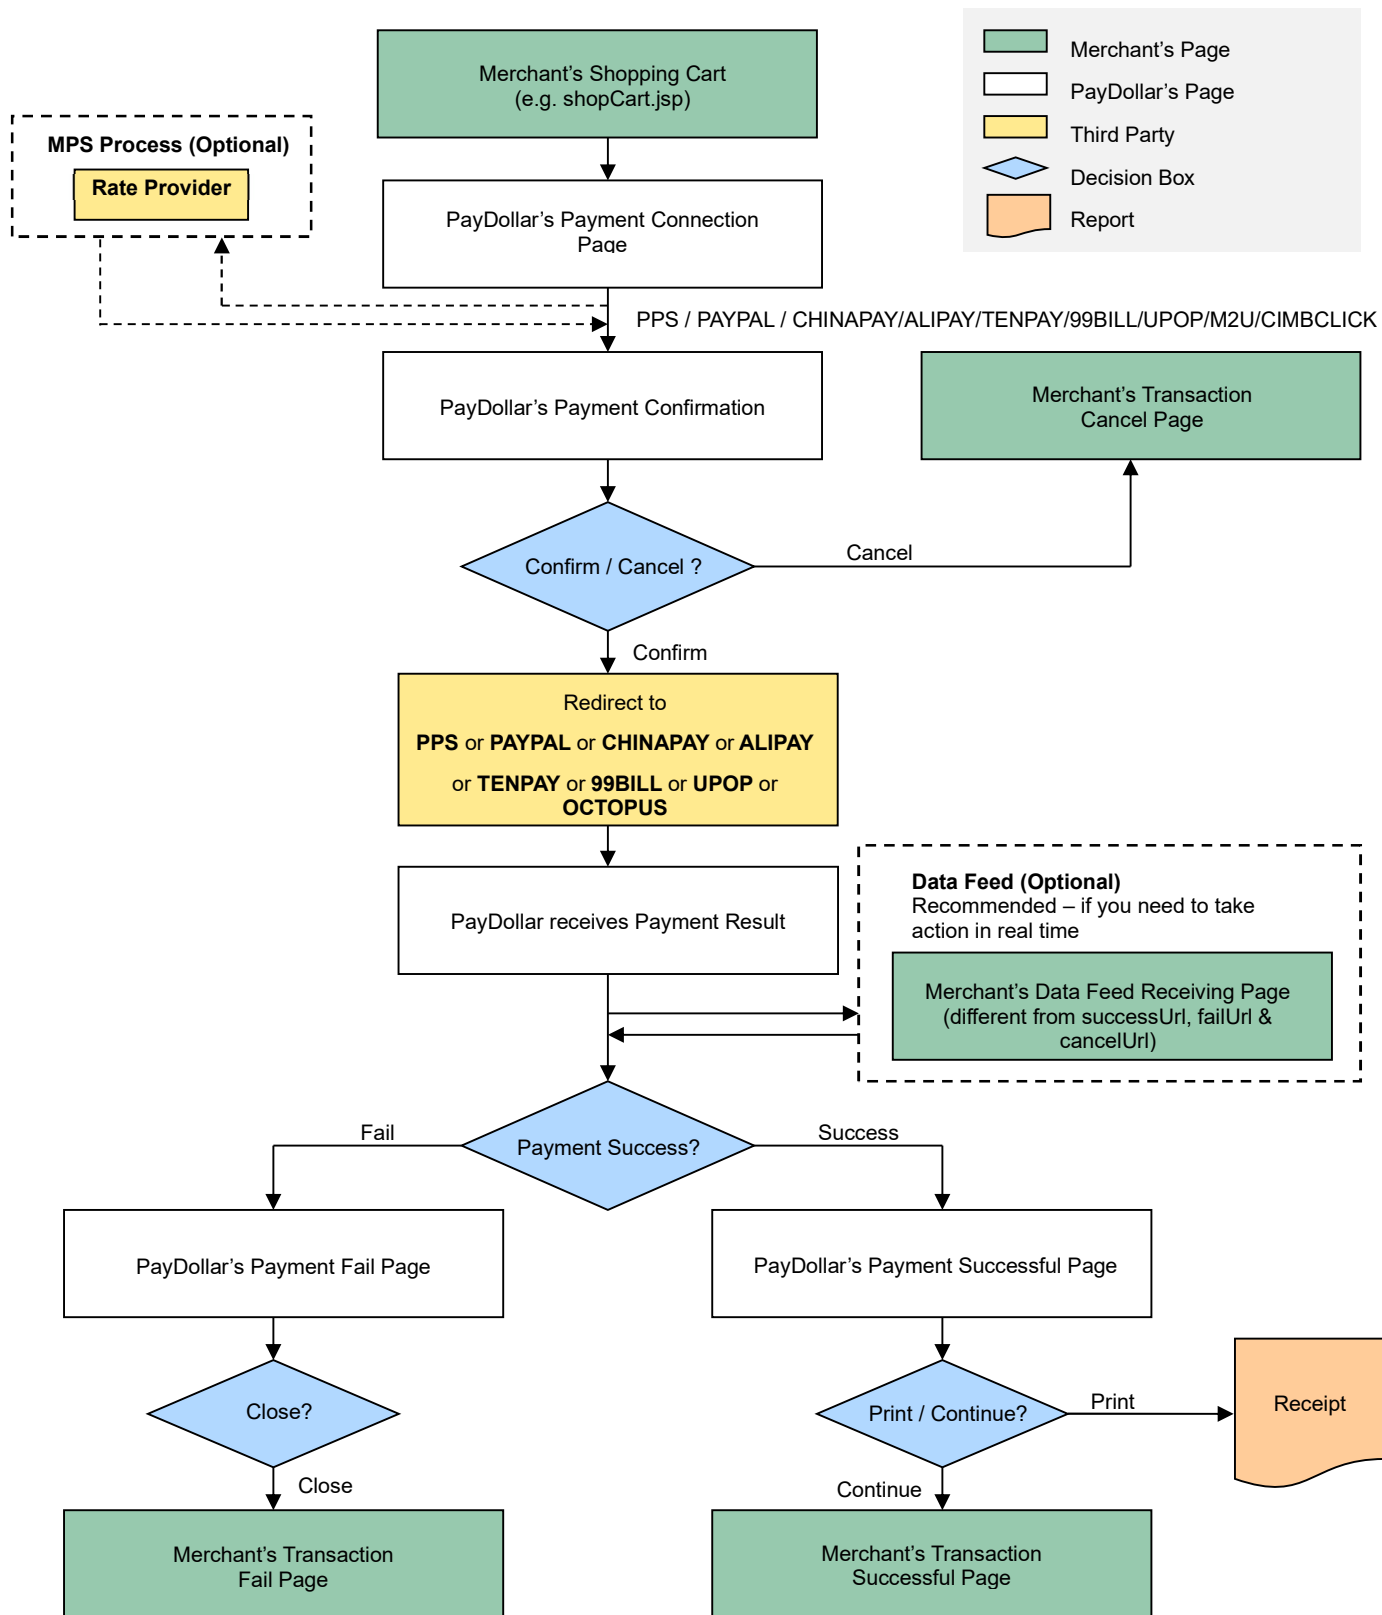 Merchant's Shopping Cart
(e.g. shopCart.jsp)
Merchant's Page
PayDollar's Page
Third Party
Decision Box
Report
MPS Process (Optional)
Rate Provider
PayDollar's Payment Connection
Page
PPS / PAYPAL / CHINAPAY/ALIPAY/TENPAY/99BILL/UPOP/M2U/CIMBCLICK
PayDollar's Payment Confirmation
Merchant's Transaction
Cancel Page
Confirm / Cancel ?
Cancel
Confirm
Redirect to
PPS or PAYPAL or CHINAPAY or ALIPAY
or TENPAY or 99BILL or UPOP or
OCTOPUS
PayDollar receives Payment Result
Data Feed (Optional)
Recommended – if you need to take
action in real time
Merchant's Data Feed Receiving Page
(different from successUrl, failUrl &
cancelUrl)
Fail
Payment Success?
Success
PayDollar's Payment Fail Page
PayDollar's Payment Successful Page
Close?
Print / Continue?
Print
Receipt
Close
Continue
Merchant's Transaction
Fail Page
Merchant's Transaction
Successful Page